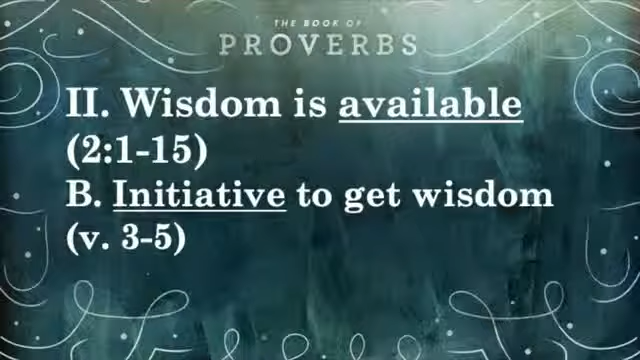 THE BOOK OF
PROVERBS
II. Wisdom is available
(2:1-15)
B. Initiative to get wisdom
(v. 3-5)